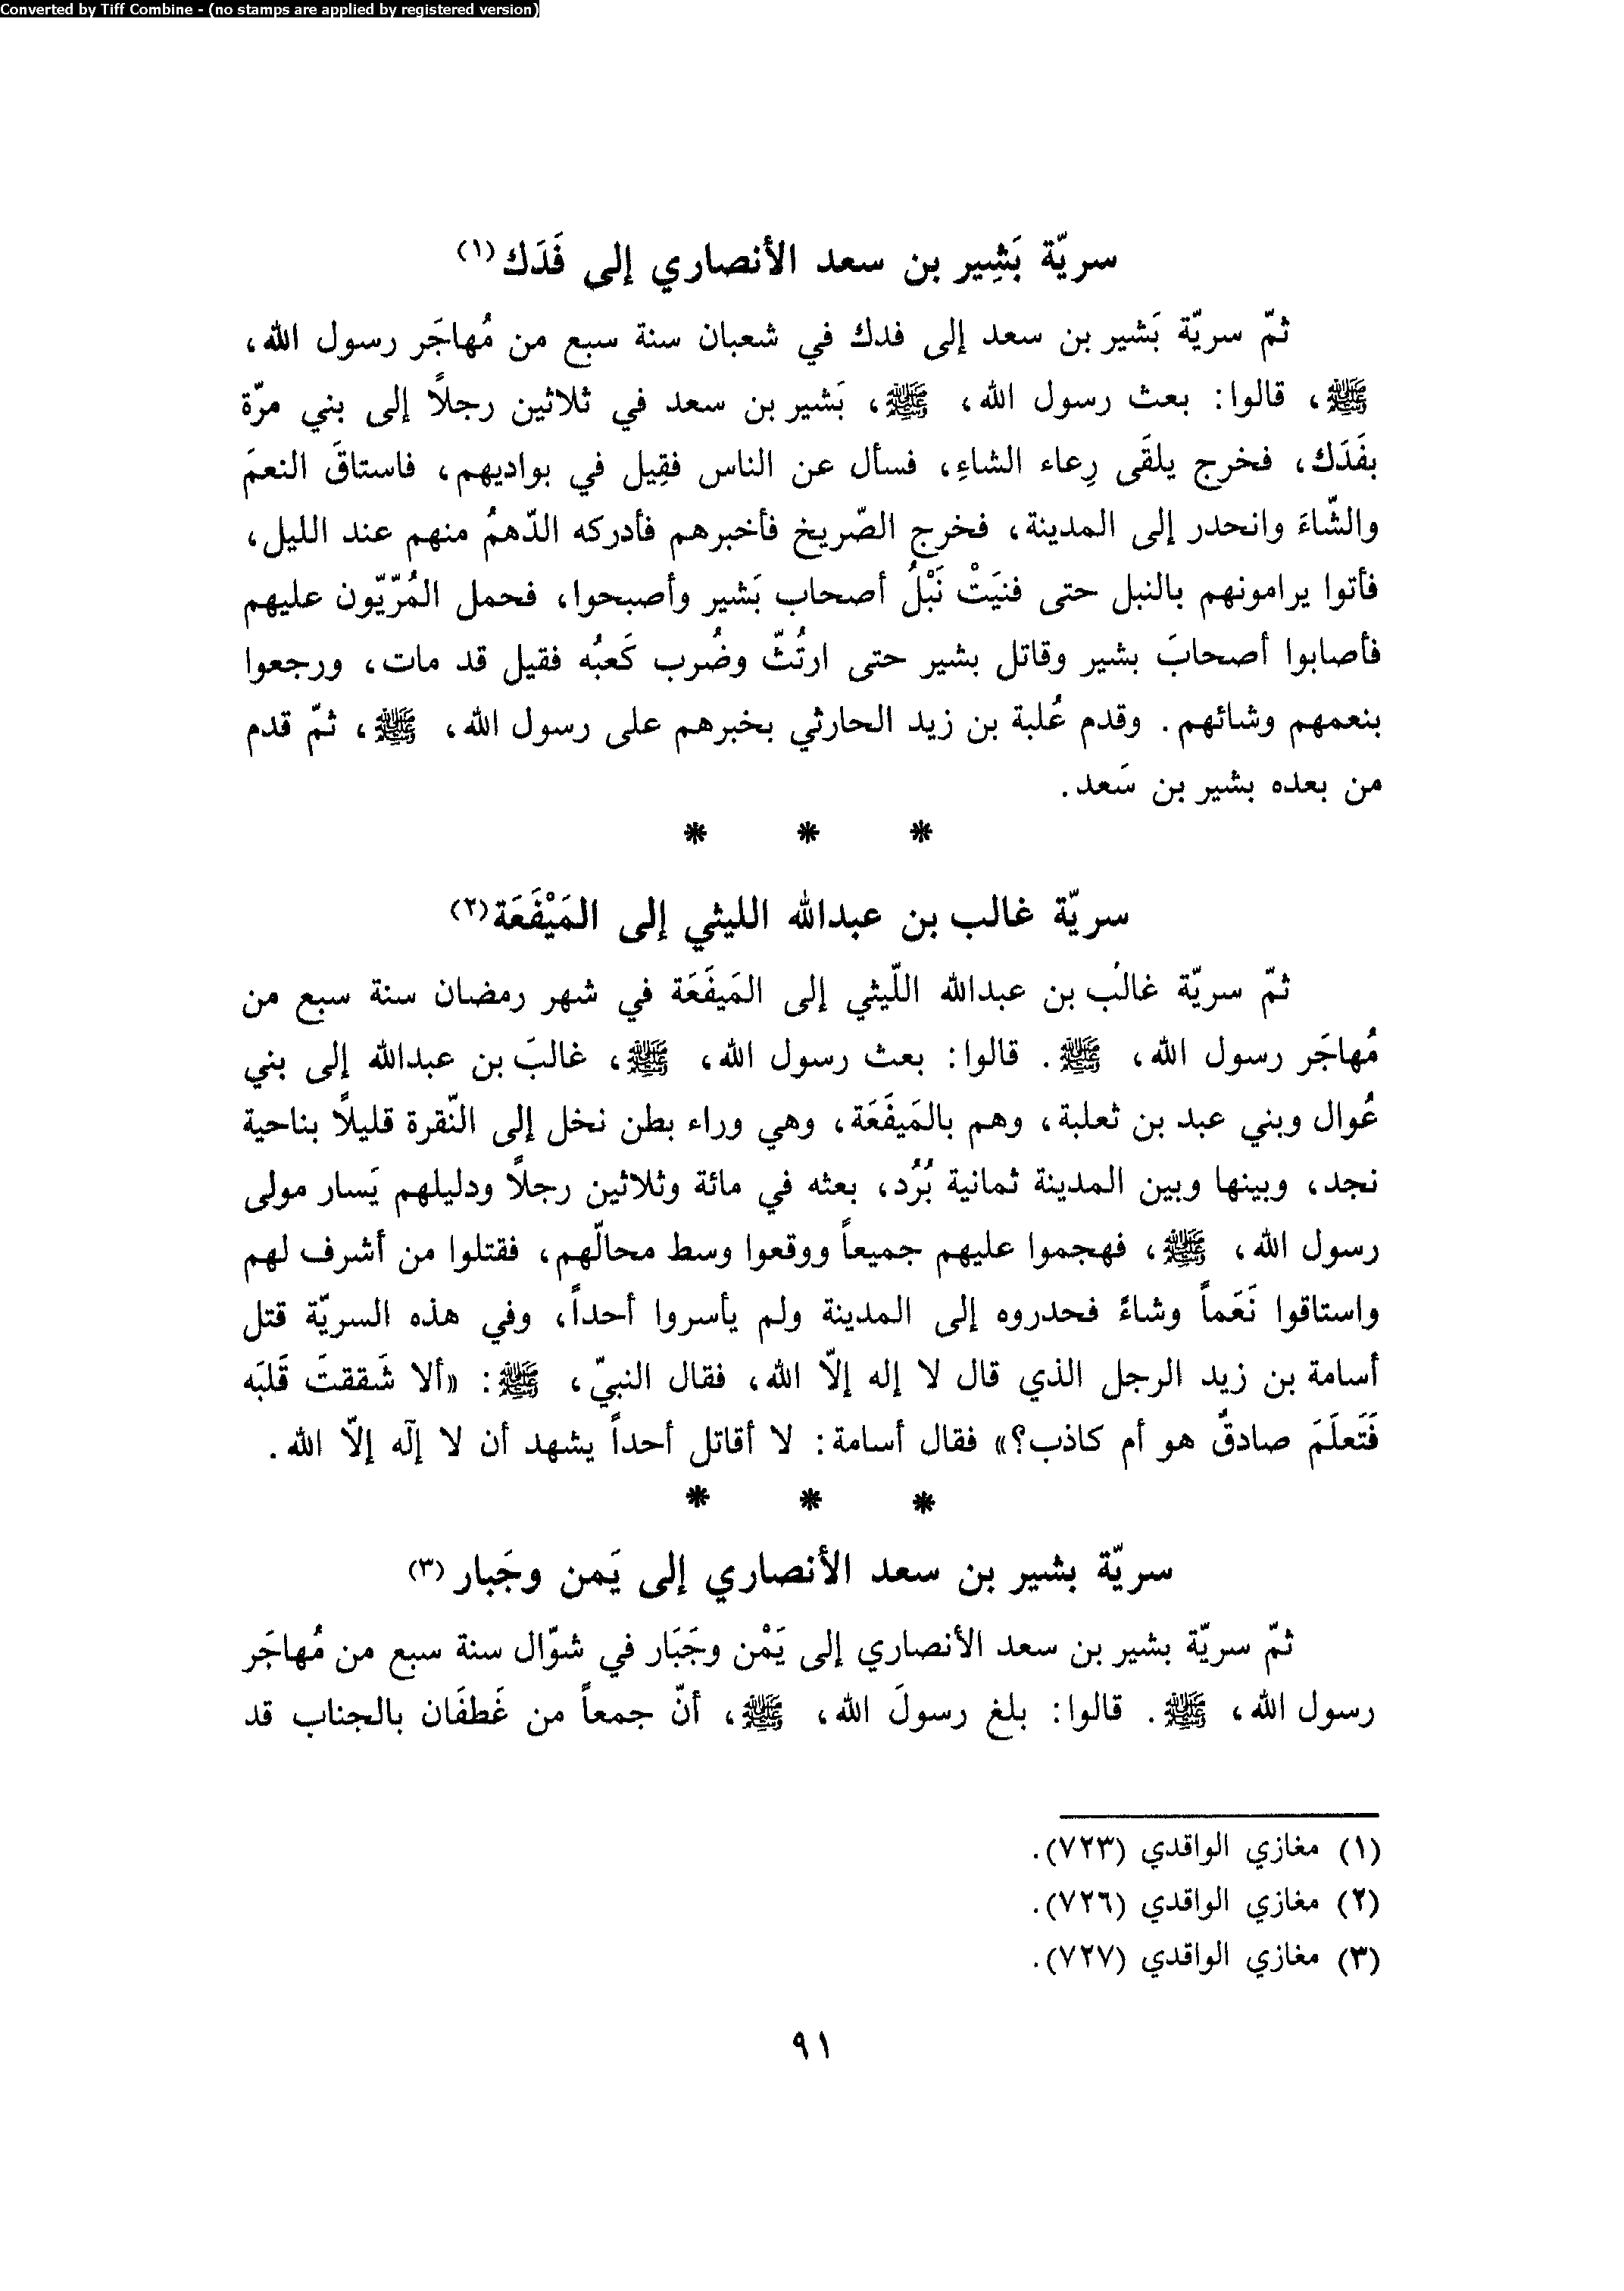 Converted by Tiff Combine - (no stamps are applied by registered version)
سريّة بَشِير بن سعد الأنصاري إلى فَدَك(١)
ثمّ سريّة بَشير بن سعد إلى فدك في شعبان سنة سبع من مُهاجَر رسول الله،
ﷺ، قالوا: بعث رسول الله، ﷺ، بَشير بن سعد في ثلاثين رجلًا إلى بني مرّة
بفَدَك، فخرج يلقَى رِعاء الشاءِ، فسأل عن الناس فقِيل في بواديهم، فاستاقَ النعمَ
والشّاءَ وانحدر إلى المدينة، فخرج الصّريخ فأخبرهم فأدركه الدّهمُ منهم عند الليل،
فأتوا يرامونهم بالنبل حتى فنيَتْ نَبْلُ أصحاب بَشير وأصبحوا، فحمل المُرّيّون عليهم
فأصابوا أصحابَ بشير وقاتل بشير حتى ارتُثّ وضُرب كَعبُه فقيل قد مات، ورجعوا
بنعمهم وشائهم. وقدم عُلبة بن زيد الحارثي بخبرهم على رسول الله، ﷺ، ثمّ قدم
من بعده بشير بن سَعد.
* * *
سريّة غالب بن عبدالله الليثي إلى المَيْفَعَة(٢)
ثمّ سريّة غالب بن عبدالله اللّيثي إلى المَيفَعَة في شهر رمضان سنة سبع من
مُهاجَر رسول الله، ﷺ. قالوا: بعث رسول الله، ﷺ، غالبَ بن عبدالله إلى بني
عُوال وبني عبد بن ثعلبة، وهم بالمَيفَعَة، وهي وراء بطن نخل إلى النّقرة قليلًا بناحية
نجد، وبينها وبين المدينة ثمانية بُرُد، بعثه في مائة وثلاثين رجلًا ودليلهم يَسار مولى
رسول الله، ﷺ، فهجموا عليهم جميعاً ووقعوا وسط محالّهم، فقتلوا من أشرف لهم
واستاقوا نَعَماً وشاءً فحدروه إلى المدينة ولم يأسروا أحداً، وفي هذه السريّة قتل
أسامة بن زيد الرجل الذي قال لا إله إلّا الله، فقال النبيّ، ﷺ: «ألا شَققتَ قَلبَه
فَتَعلَمَ صادقٌ هو أم كاذب؟» فقال أسامة: لا أقاتل أحداً يشهد أن لا إلَه إلّا الله.
* * *
سريّة بشير بن سعد الأنصاري إلى يَمن وجَبار(٣)
ثمّ سريّة بشير بن سعد الأنصاري إلى يَمْن وجَبَار في شوّال سنة سبع من مُهاجَر
رسول الله، ﷺ. قالوا: بلغ رسولَ الله، ﷺ، أنّ جمعاً من غَطفَان بالجناب قد
(١) مغازي الواقدي (٧٢٣).
(٢) مغازي الواقدي (٧٢٦).
(٣) مغازي الواقدي (٧٢٧).
٩١